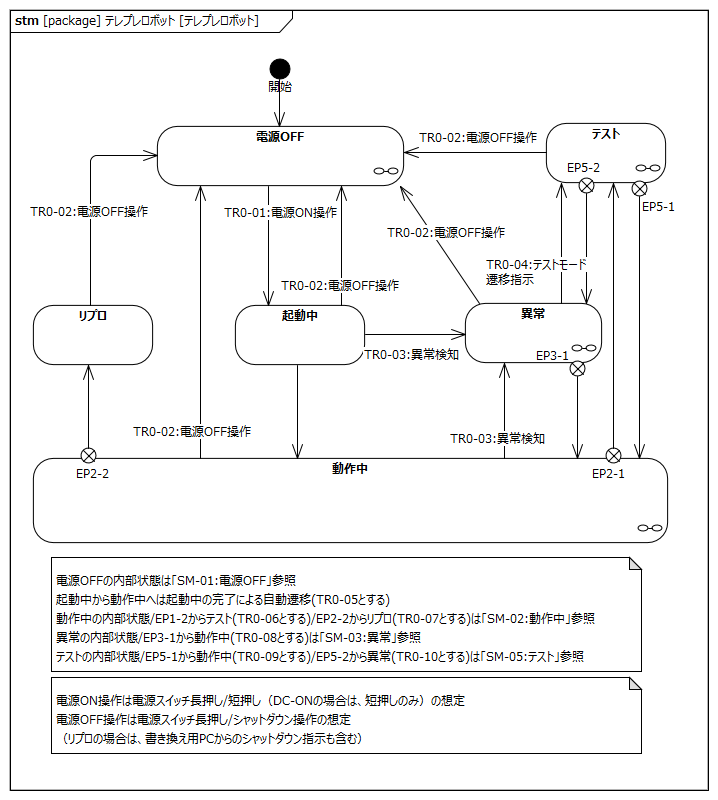 stm [package] テレプレロボット [テレプレロボット]
開始
電源OFF
テスト
TR0-02:電源OFF操作
EP5-2
EP5-1
TR0-02:電源OFF操作
TR0-01:電源ON操作
TR0-02:電源OFF操作
TR0-04:テストモード
遷移指示
TR0-02:電源OFF操作
リプロ
起動中
異常
EP3-1
TR0-03:異常検知
TR0-02:電源OFF操作
TR0-03:異常検知
動作中
EP2-2
EP2-1
電源OFFの内部状態は「SM-01:電源OFF」参照
起動中から動作中へは起動中の完了による自動遷移(TR0-05とする)
動作中の内部状態/EP1-2からテスト(TR0-06とする)/EP2-2からリプロ(TR0-07とする)は「SM-02:動作中」参照
異常の内部状態/EP3-1から動作中(TR0-08とする)は「SM-03:異常」参照
テストの内部状態/EP5-1から動作中(TR0-09とする)/EP5-2から異常(TR0-10とする)は「SM-05:テスト」参照
電源ON操作は電源スイッチ長押し/短押し（DC-ONの場合は、短押しのみ）の想定
電源OFF操作は電源スイッチ長押し/シャットダウン操作の想定
（リプロの場合は、書き換え用PCからのシャットダウン指示も含む）